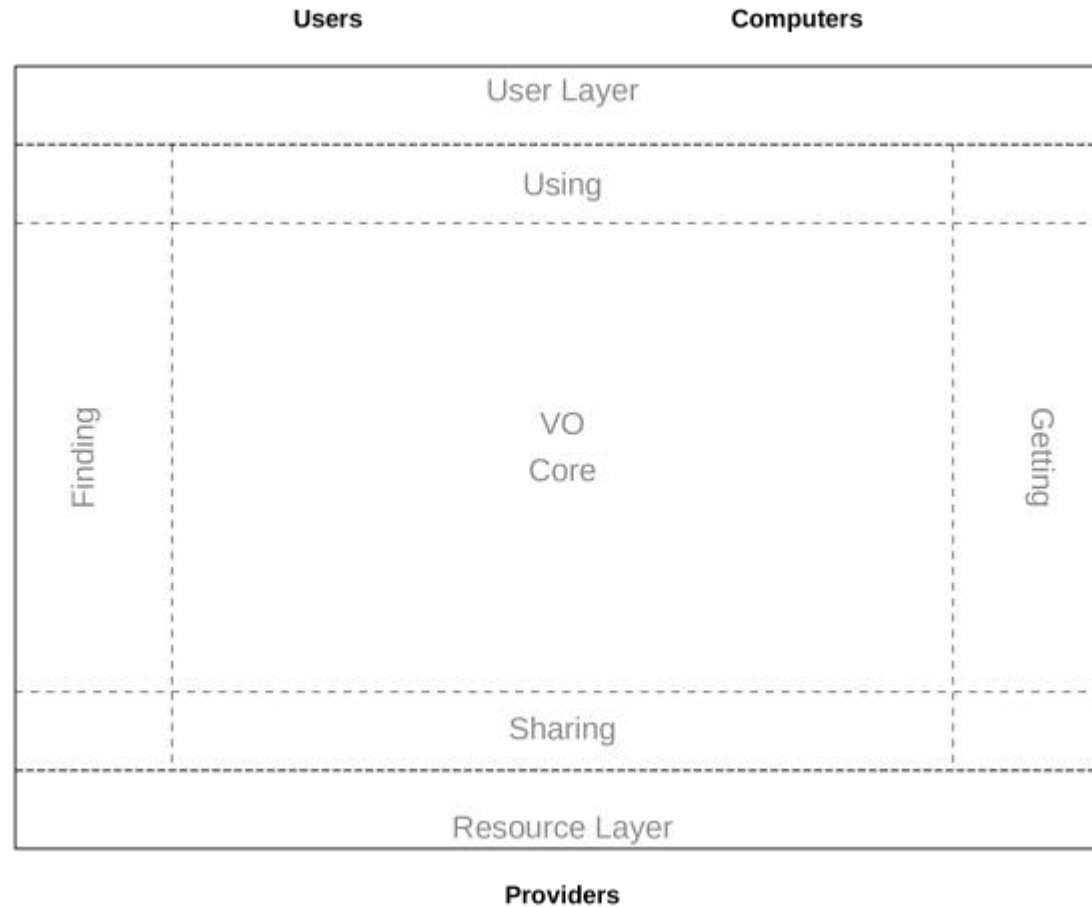 Users
Computers
User Layer
Using
Finding
VO
Core
Getting
Sharing
Resource Layer
Providers